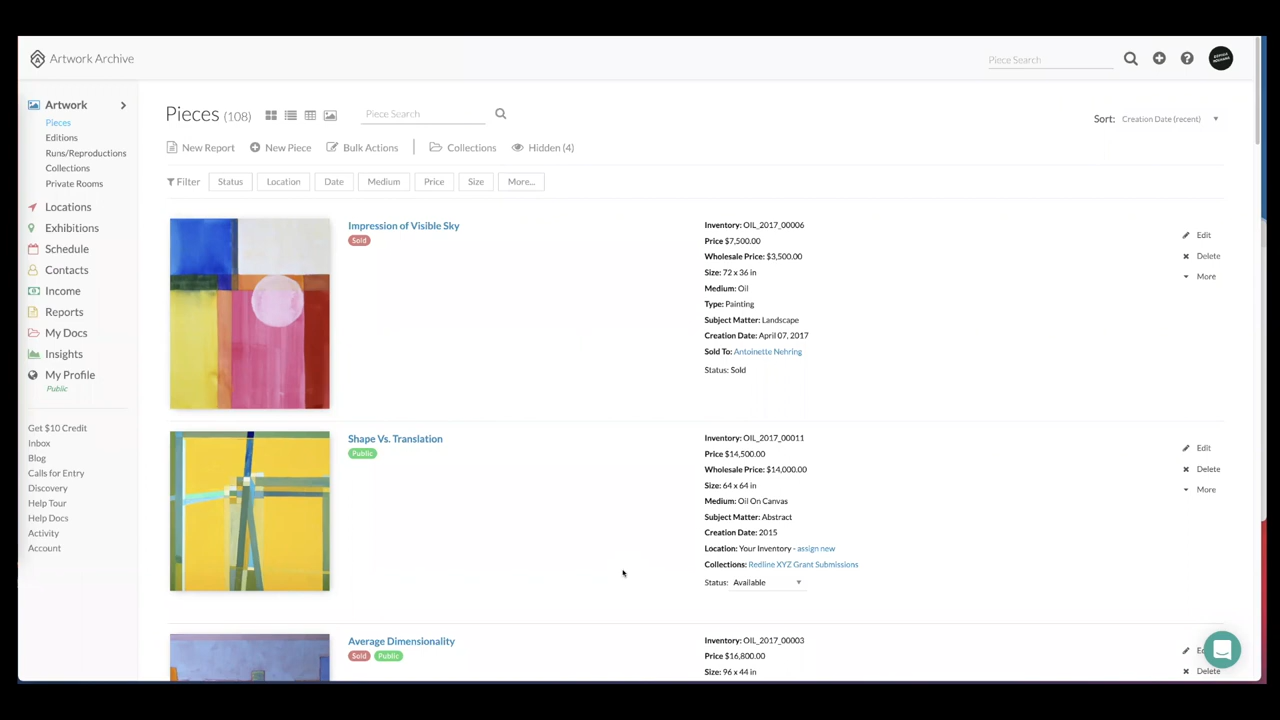 Artwork Archive
Piece Search
Artwork
Pieces
Editions
Runs/Reproductions
Collections
Private Rooms
Locations
Exhibitions
Schedule
Contacts
Income
Reports
My Docs
Insights
My Profile
Public
Get $10 Credit
Inbox
Blog
Calls for Entry
Discovery
Help Tour
Help Docs
Activity
Account
Pieces (108)
Piece Search
Sort: Creation Date (recent)
New Report New Piece Bulk Actions Collections Hidden (4)
Filter Status Location Date Medium Price Size More...
Impression of Visible Sky
Sold
Inventory: OIL_2017_00006
Price $7,500.00
Wholesale Price: $3,500.00
Size: 72 x 36 in
Medium: Oil
Type: Painting
Subject Matter: Landscape
Creation Date: April 07, 2017
Sold To: Antoinette Nehring
Status: Sold
Edit
Delete
More
Shape Vs. Translation
Public
Inventory: OIL_2017_00011
Price $14,500.00
Wholesale Price: $14,000.00
Size: 64 x 64 in
Medium: Oil On Canvas
Subject Matter: Abstract
Creation Date: 2015
Location: Your Inventory - assign new
Collections: Redline XYZ Grant Submissions
Status: Available
Edit
Delete
More
Average Dimensionality
Sold Public
Inventory: OIL_2017_00003
Price $16,800.00
Size: 96 x 44 in
Delete